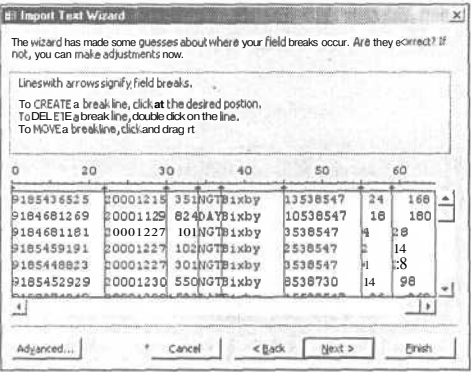 Import Text Wizard
The wizard has made some guesses about where your field breaks occur. Are they correct? If
not, you can make adjustments now.
Lines with arrows signify field breaks.
To CREATE a break line, click at the desired postion.
To DELETE a break line, double click on the line.
To MOVE a break line, click and drag it
0 20 30 40 50 60
9185436525 20001215 351NGTBixby 13538547 24 168
9184681269 20001129 824DAYBixby 10538547 18 180
9184681181 20001227 101NGTBixby 3538547 4 28
9185459191 20001227 102NGTBixby 2538547 2 14
9185448823 20001227 301NGTBixby 3538547 28
9185452929 20001230 550NGTBixby 8538730 14 98
Advanced... Cancel < Back Next > Finish